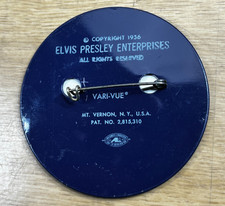 © COPYRIGHT 1956
ELVIS PRESLEY ENTERPRISES
ALL RIGHTS RESERVED
VARI-VUE®
MT. VERNON, N.Y., U.S.A.
PAT. NO. 2,815,310